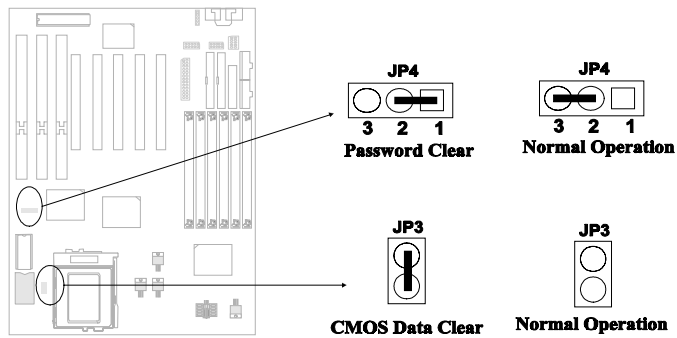 JP4
3 2 1
Password Clear
JP4
3 2 1
Normal Operation
JP3
CMOS Data Clear
JP3
Normal Operation